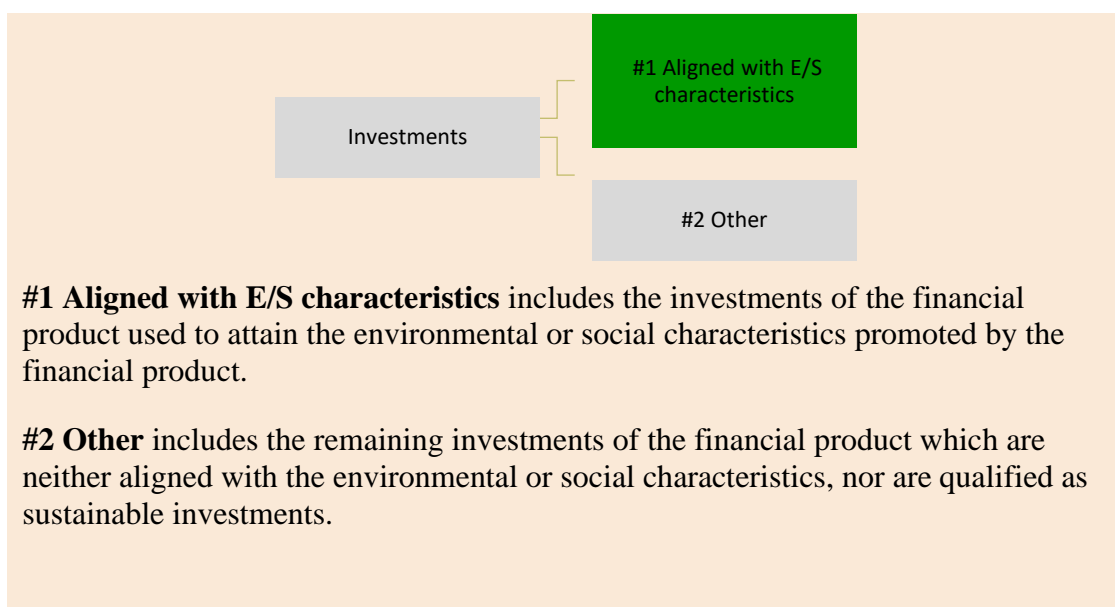 #1 Aligned with E/S
characteristics
Investments
#2 Other
#1 Aligned with E/S characteristics includes the investments of the financial
product used to attain the environmental or social characteristics promoted by the
financial product.
#2 Other includes the remaining investments of the financial product which are
neither aligned with the environmental or social characteristics, nor are qualified as
sustainable investments.